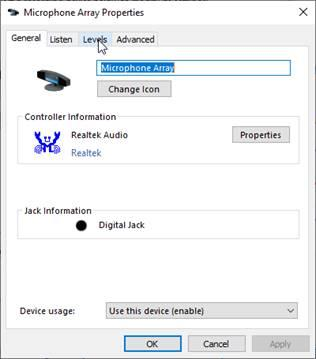 Microphone Array Properties
General Listen Levels Advanced
Microphone Array
Change Icon
Controller Information
Realtek Audio Properties
Realtek
Jack Information
Digital Jack
Device usage: Use this device (enable)
OK Cancel Apply